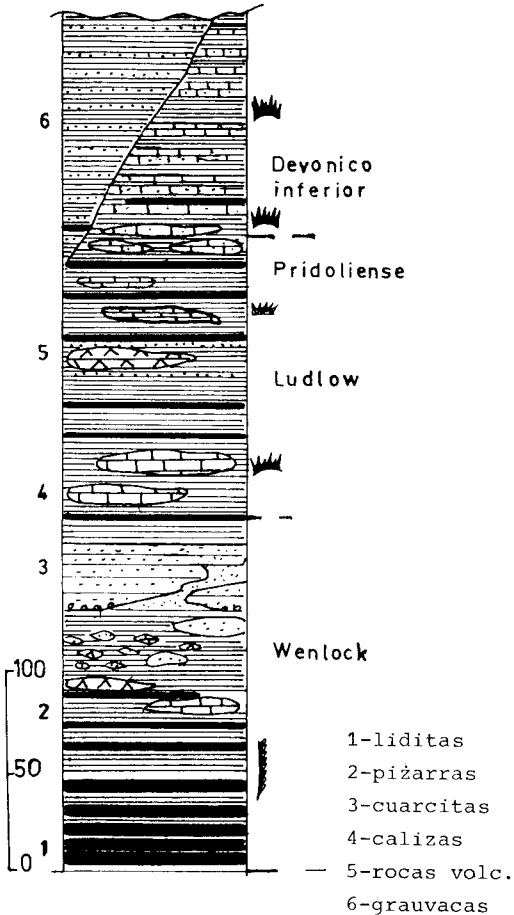 6
Devonico
inferior
Pridoliense
5
Ludlow
4
3
Wenlock
100
2
50
1
0
1-liditas
2-piżarras
3-cuarcitas
4-calizas
5-rocas volc.
6-grauvacas